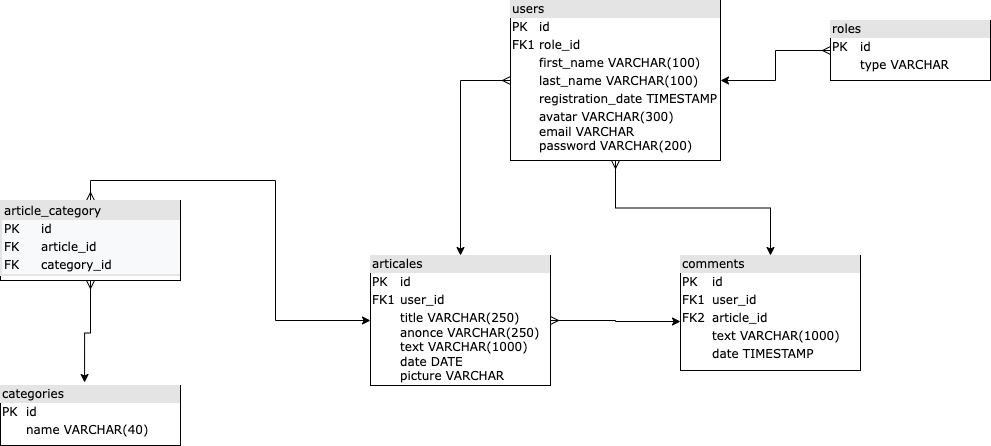 users
PK id
FK1 role_id
first_name VARCHAR(100)
last_name VARCHAR(100)
registration_date TIMESTAMP
avatar VARCHAR(300)
email VARCHAR
password VARCHAR(200)
roles
PK id
type VARCHAR
article_category
PK id
FK article_id
FK category_id
articales
PK id
FK1 user_id
title VARCHAR(250)
anonce VARCHAR(250)
text VARCHAR(1000)
date DATE
picture VARCHAR
comments
PK id
FK1 user_id
FK2 article_id
text VARCHAR(1000)
date TIMESTAMP
categories
PK id
name VARCHAR(40)